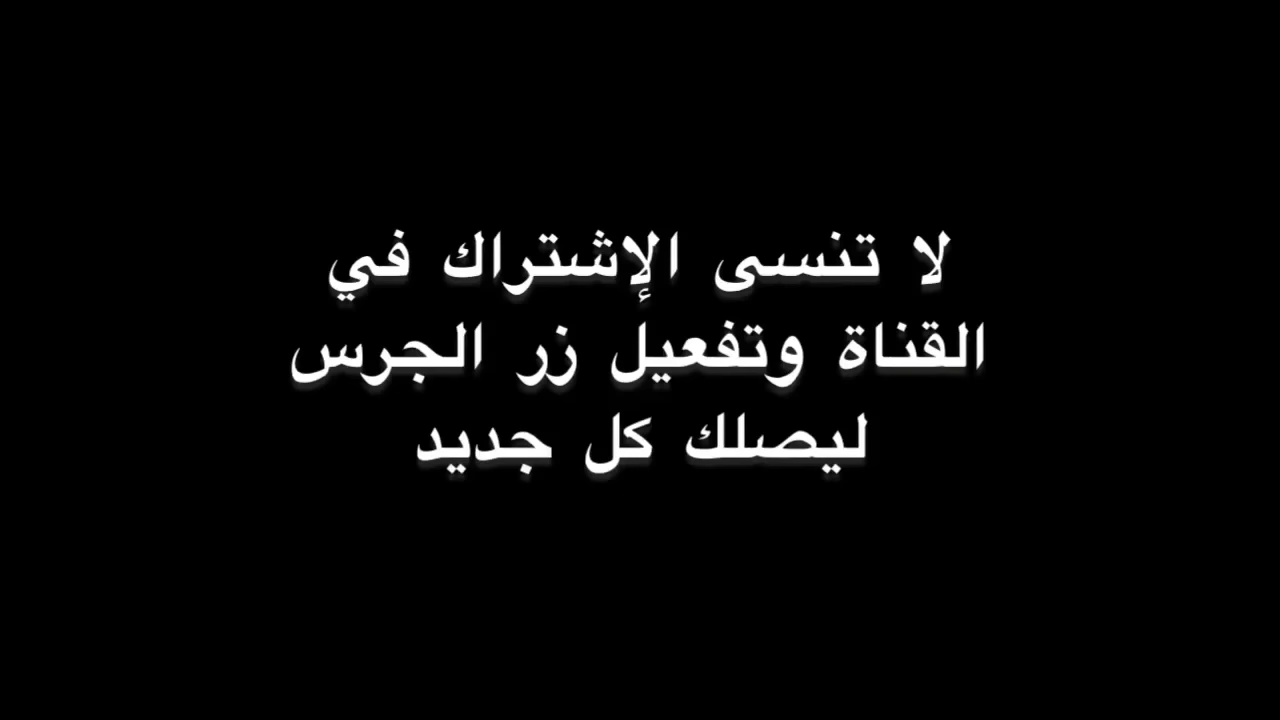 لا تنسى الإشتراك في
القناة وتفعيل زر الجرس
ليصلك كل جديد